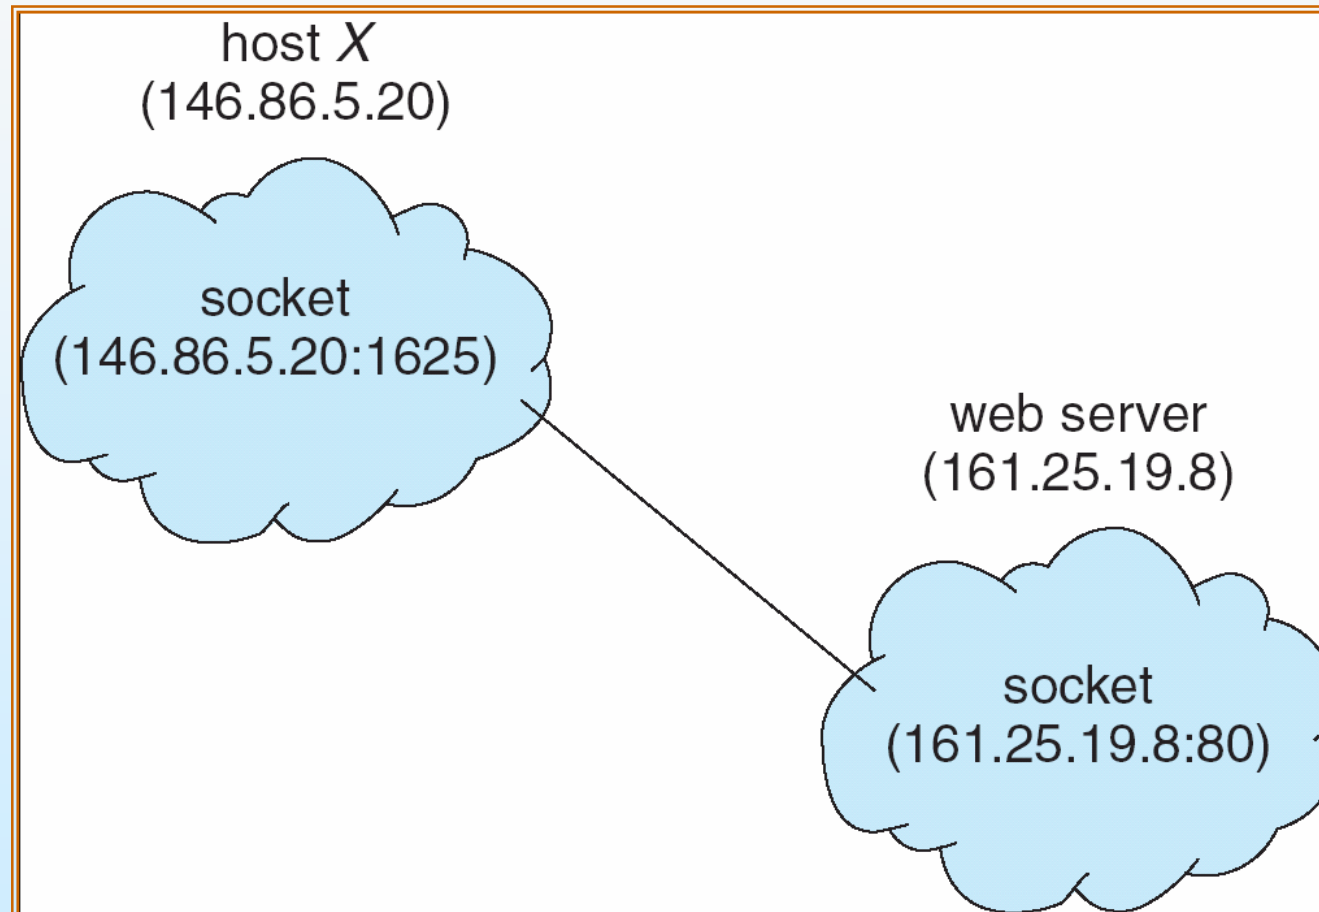 host X
(146.86.5.20)
socket
(146.86.5.20:1625)
web server
(161.25.19.8)
socket
(161.25.19.8:80)